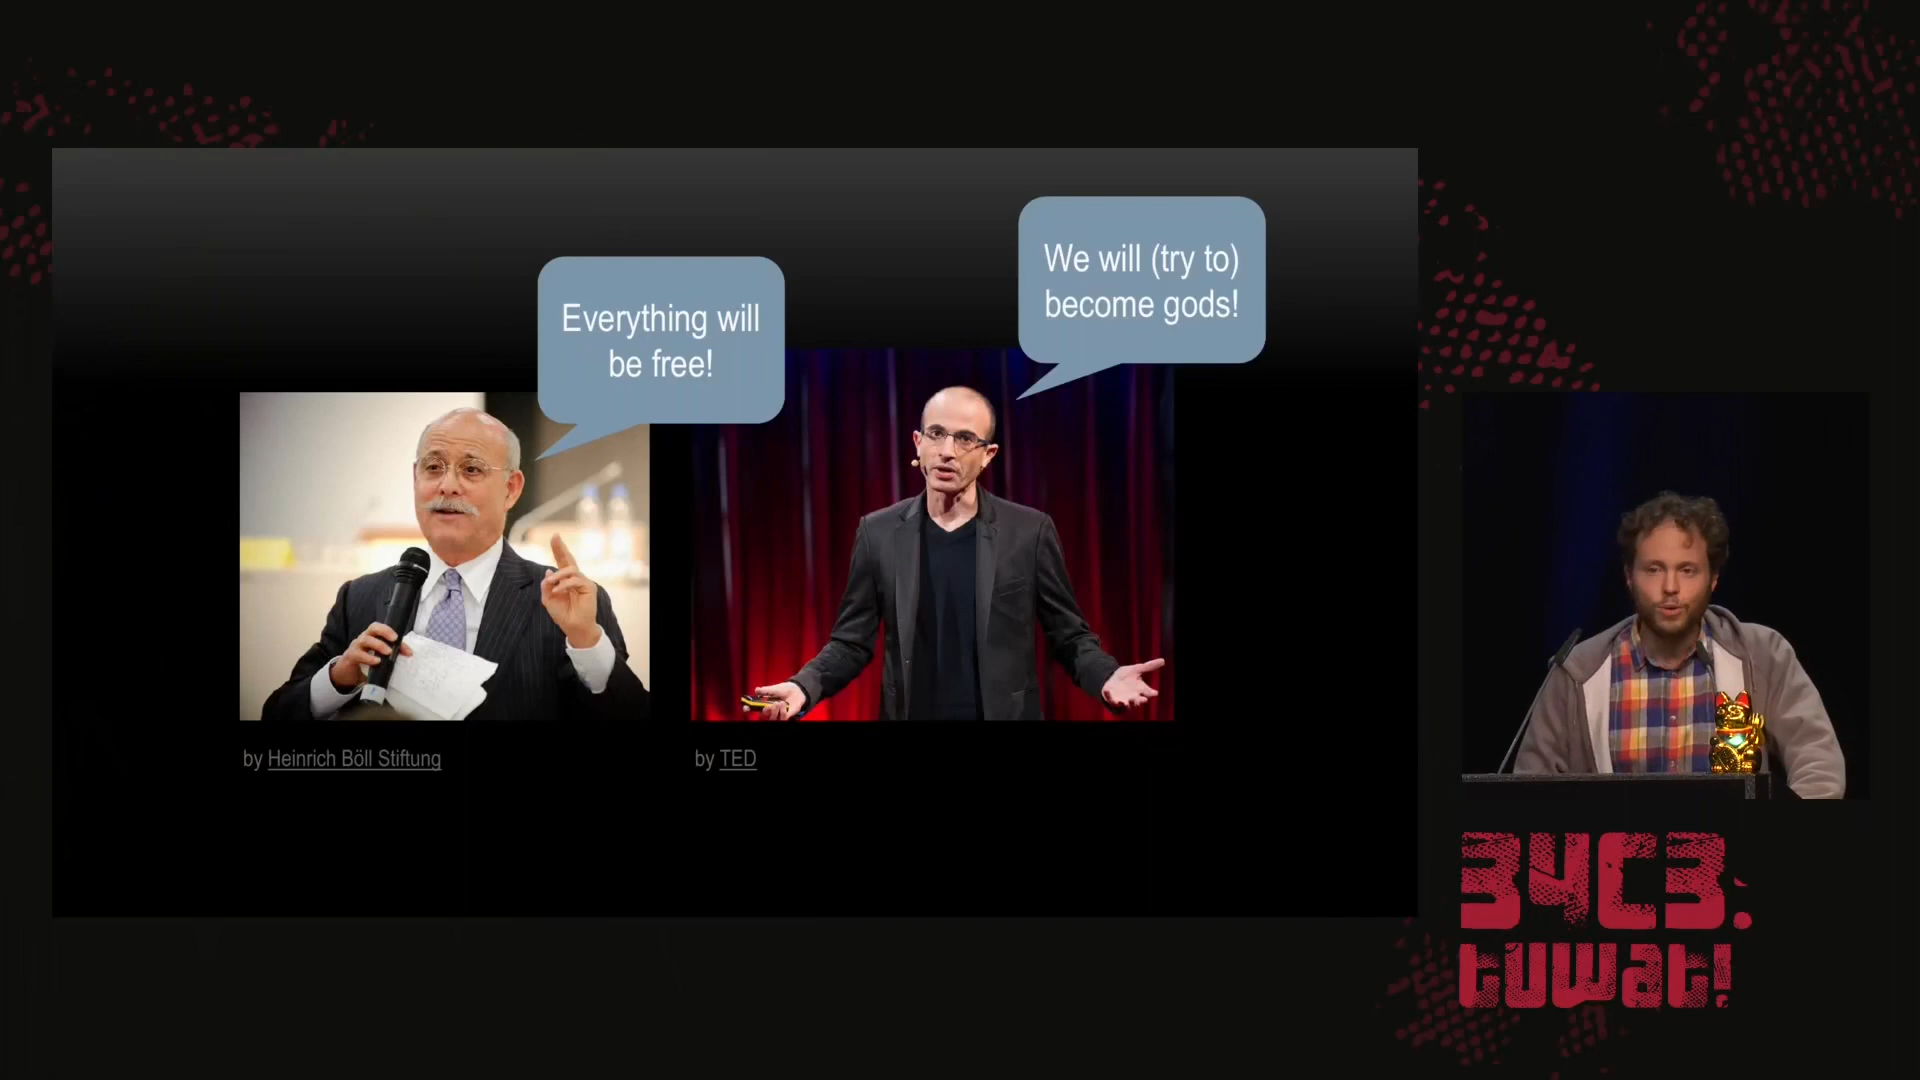 We will (try to)
become gods!
Everything will
be free!
by Heinrich Böll Stiftung
by TED
34C3.
tuwat!